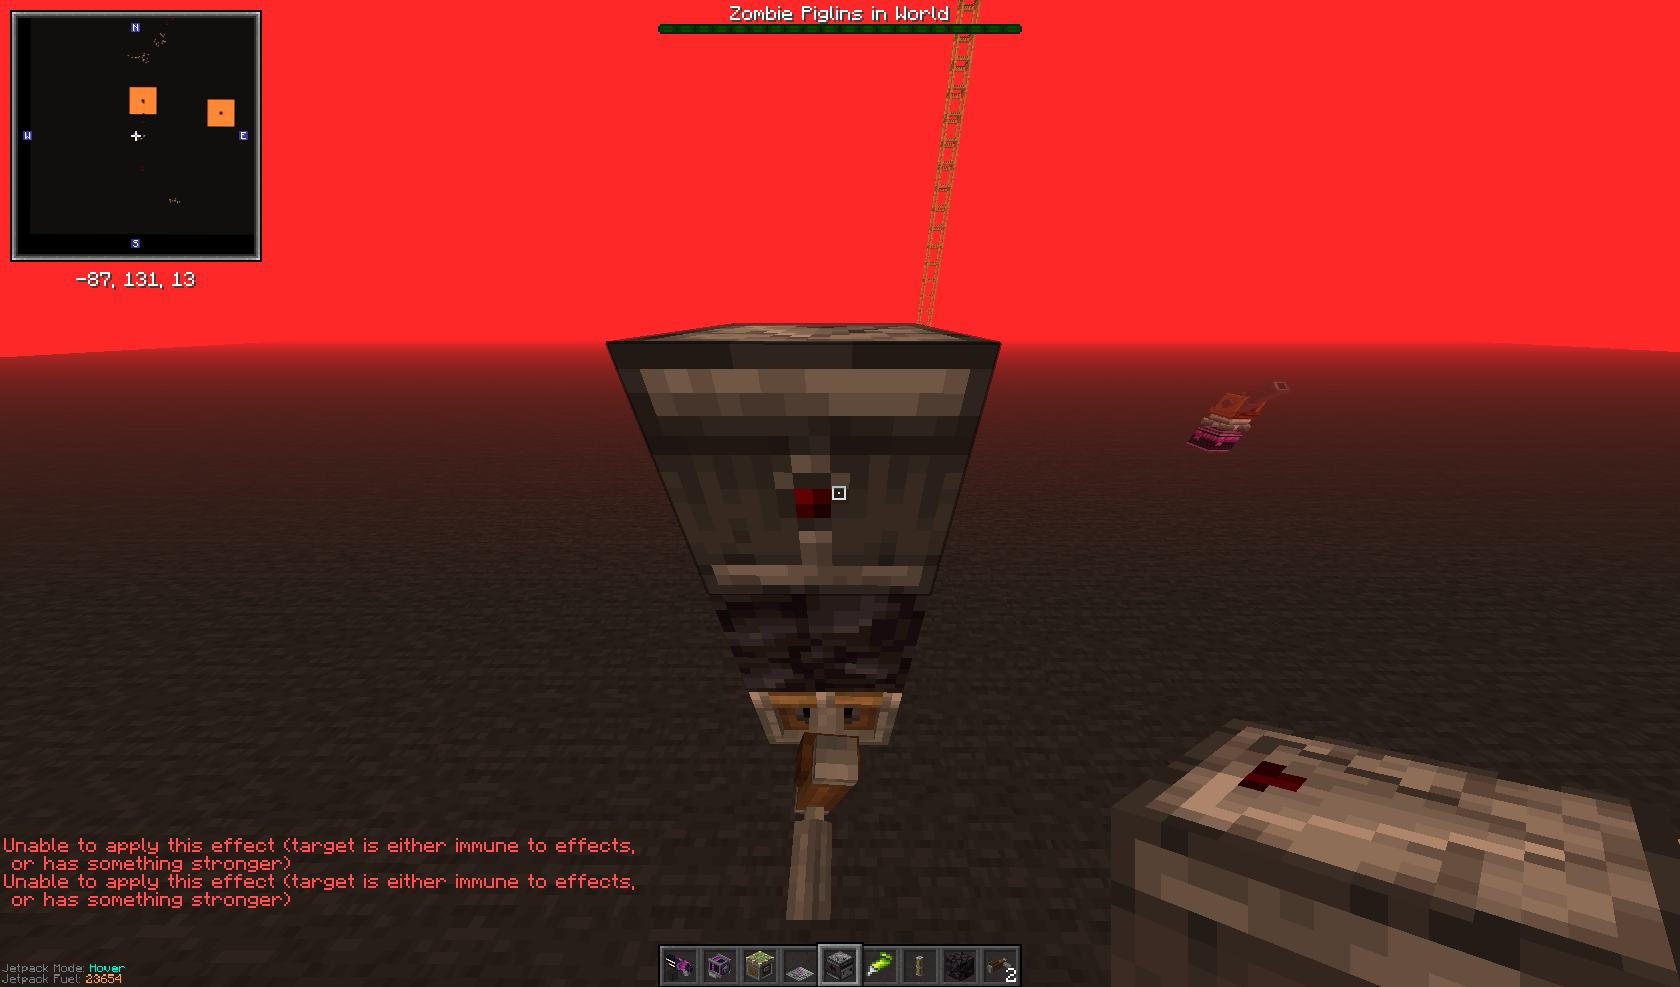 Zombie Piglins in World
N
W
E
S
-87, 131, 13
Unable to apply this effect (target is either immune to effects,
or has something stronger)
Unable to apply this effect (target is either immune to effects,
or has something stronger)
Jetpack Mode: Hover
Jetpack Fuel: 23654
2